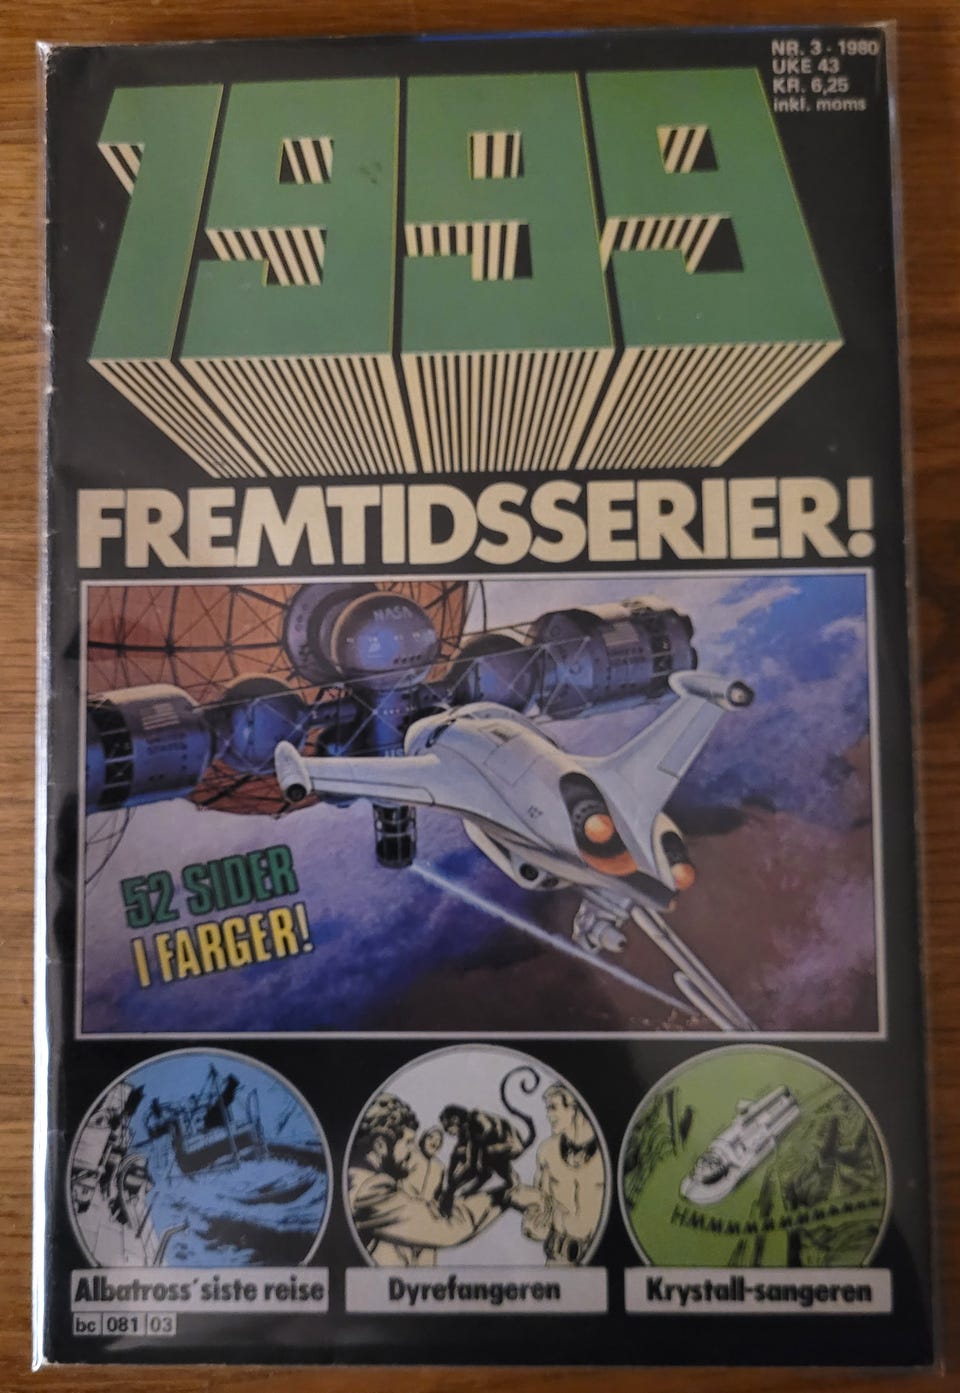 NR. 3 - 1980
UKE 43
KR. 6,25
inkl. moms
1999
FREMTIDSSERIER!
NASA
52 SIDER
I FARGER!
Albatross' siste reise
Dyrefangeren
HMMMMMMMMMMM
Krystall-sangeren
bc 081 03